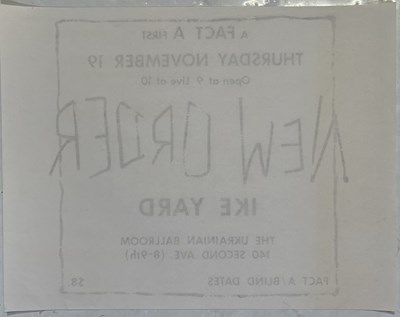 A FACT A FIRST
THURSDAY NOVEMBER 19
Open at 9 Live at 10
NEW ORDER
IKE YARD
THE UKRAINIAN BALLROOM
140 SECOND AVE. (8-9th)
FACT A/BLIND DATES $8